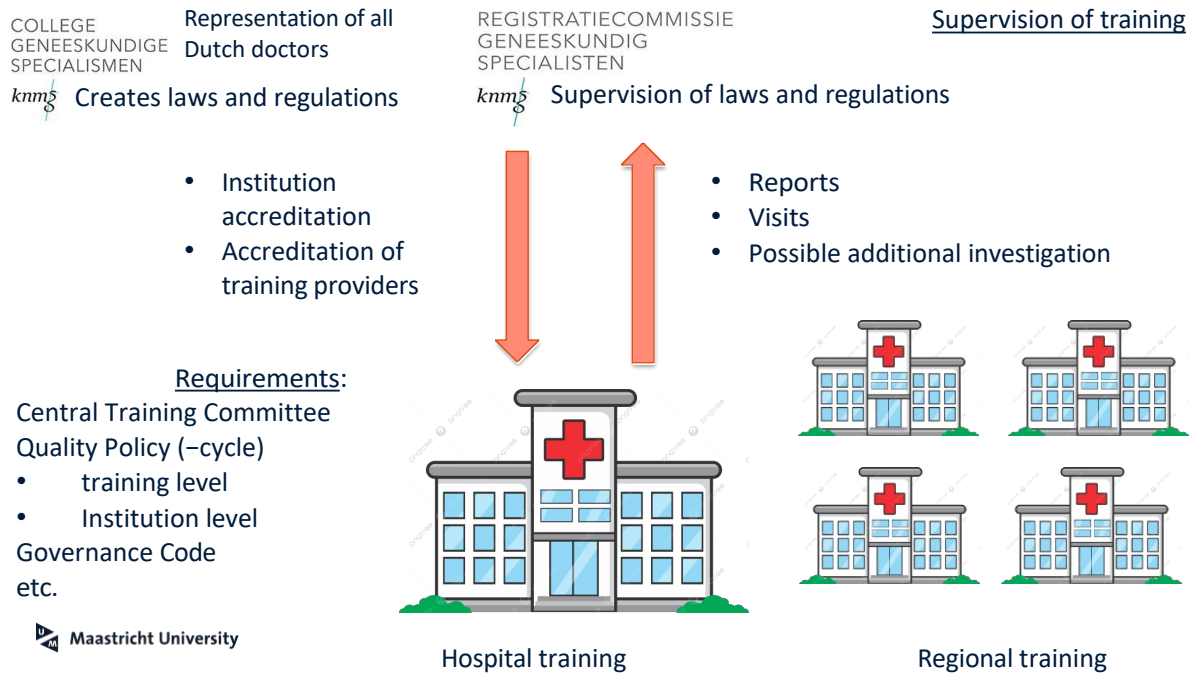 COLLEGE
GENEESKUNDIGE
SPECIALISMEN
Representation of all
Dutch doctors
knmg Creates laws and regulations
REGISTRATIECOMMISSIE
GENEESKUNDIG
SPECIALISTEN
knmg Supervision of laws and regulations
Supervision of training
• Institution
accreditation
• Accreditation of
training providers
• Reports
• Visits
• Possible additional investigation
Requirements:
Central Training Committee
Quality Policy (–cycle)
• training level
• Institution level
Governance Code
etc.
pngtree
UM Maastricht University
Hospital training
Regional training